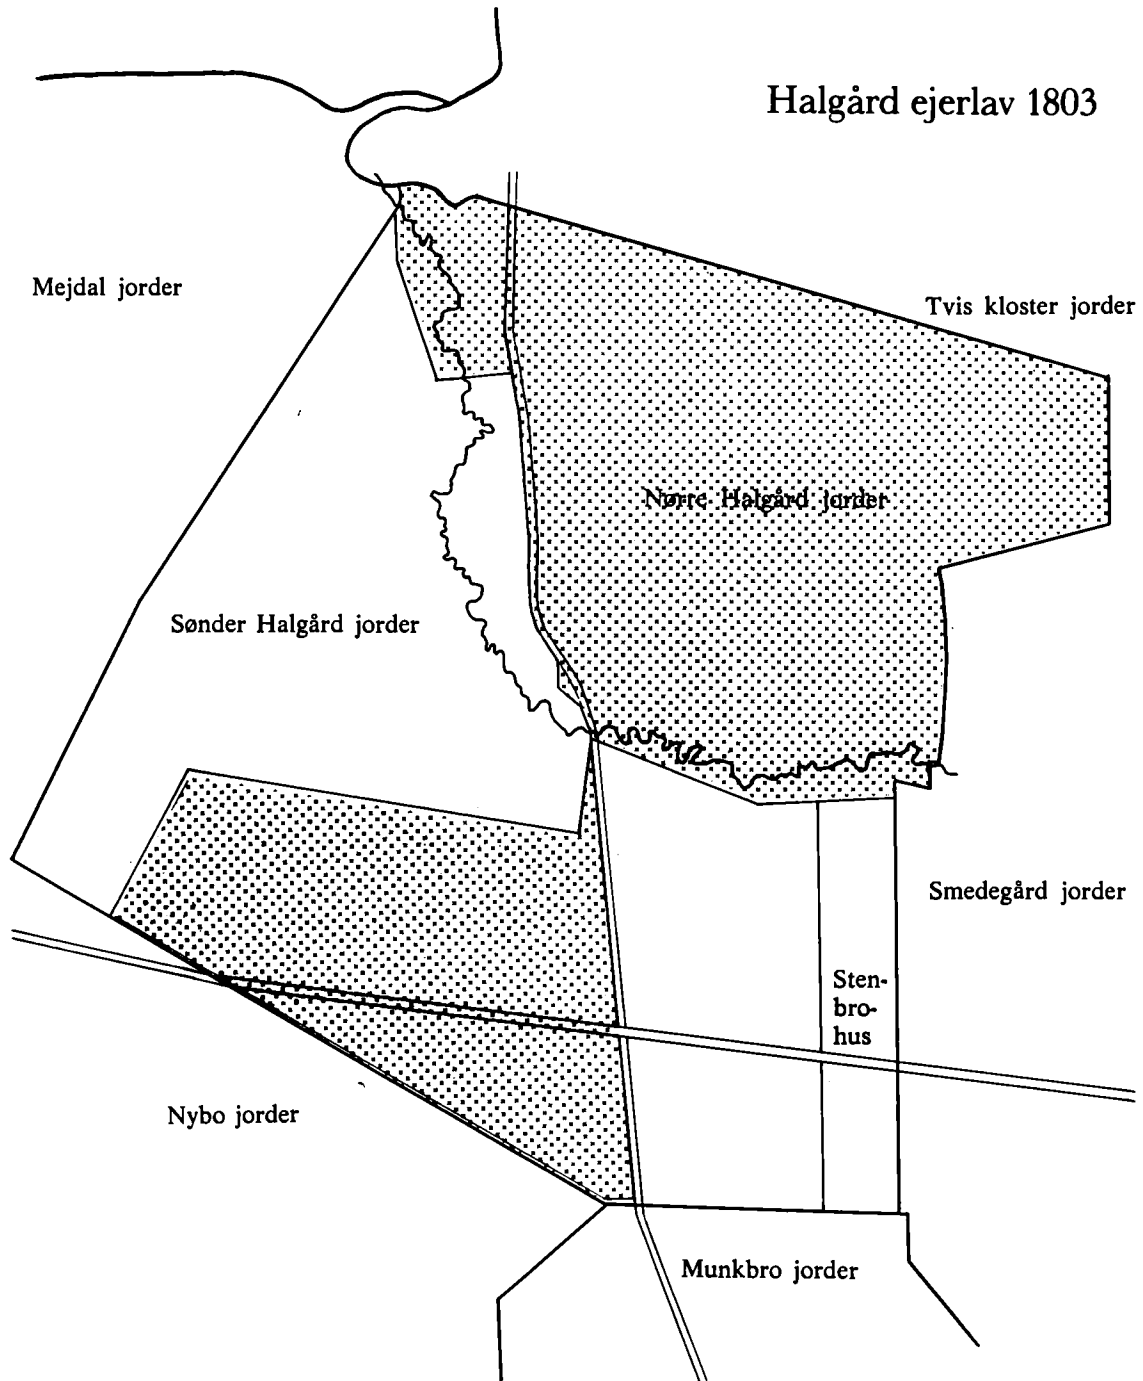 Halgård ejerlav 1803
Mejdal jorder
Tvis kloster jorder
Nørre Halgård jorder
Sønder Halgård jorder
Smedegård jorder
Sten-
bro-
hus
Nybo jorder
Munkbro jorder